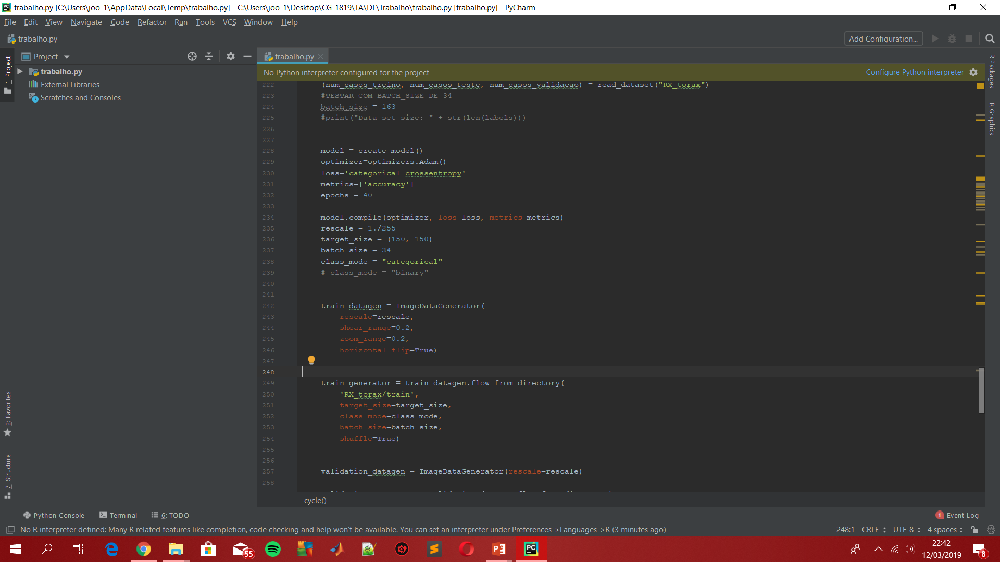 trabalho.py [C:\Users\joo-1\AppData\Local\Temp\trabalho.py] - C:\Users\joo-1\Desktop\CG-1819\TA\DL\Trabalho\trabalho.py [trabalho.py] - PyCharm
File Edit View Navigate Code Refactor Run Tools VCS Window Help
trabalho.py
Add Configuration...
1: Project
Project
trabalho.py
External Libraries
Scratches and Consoles
trabalho.py
No Python interpreter configured for the project
Configure Python interpreter
R Packages
R Graphics
222 (num_casos_treino, num_casos_teste, num_casos_validacao) = read_dataset("RX_torax")
223 #TESTAR COM BATCH_SIZE DE 34
224 batch_size = 163
225 #print("Data set size: " + str(len(labels)))
226
227
228 model = create_model()
229 optimizer=optimizers.Adam()
230 loss='categorical_crossentropy'
231 metrics=['accuracy']
232 epochs = 40
233
234 model.compile(optimizer, loss=loss, metrics=metrics)
235 rescale = 1./255
236 target_size = (150, 150)
237 batch_size = 34
238 class_mode = "categorical"
239 # class_mode = "binary"
240
241
242 train_datagen = ImageDataGenerator(
243 rescale=rescale,
244 shear_range=0.2,
245 zoom_range=0.2,
246 horizontal_flip=True)
247
248
249 train_generator = train_datagen.flow_from_directory(
250 'RX_torax/train',
251 target_size=target_size,
252 class_mode=class_mode,
253 batch_size=batch_size,
254 shuffle=True)
255
256
257 validation_datagen = ImageDataGenerator(rescale=rescale)
258
cycle()
2: Favorites
7: Structure
Python Console Terminal 6: TODO
1 Event Log
No R interpreter defined: Many R related features like completion, code checking and help won't be available. You can set an interpreter under Preferences->Languages->R (3 minutes ago)
248:1 CRLF UTF-8 4 spaces
55
22:42
12/03/2019
8